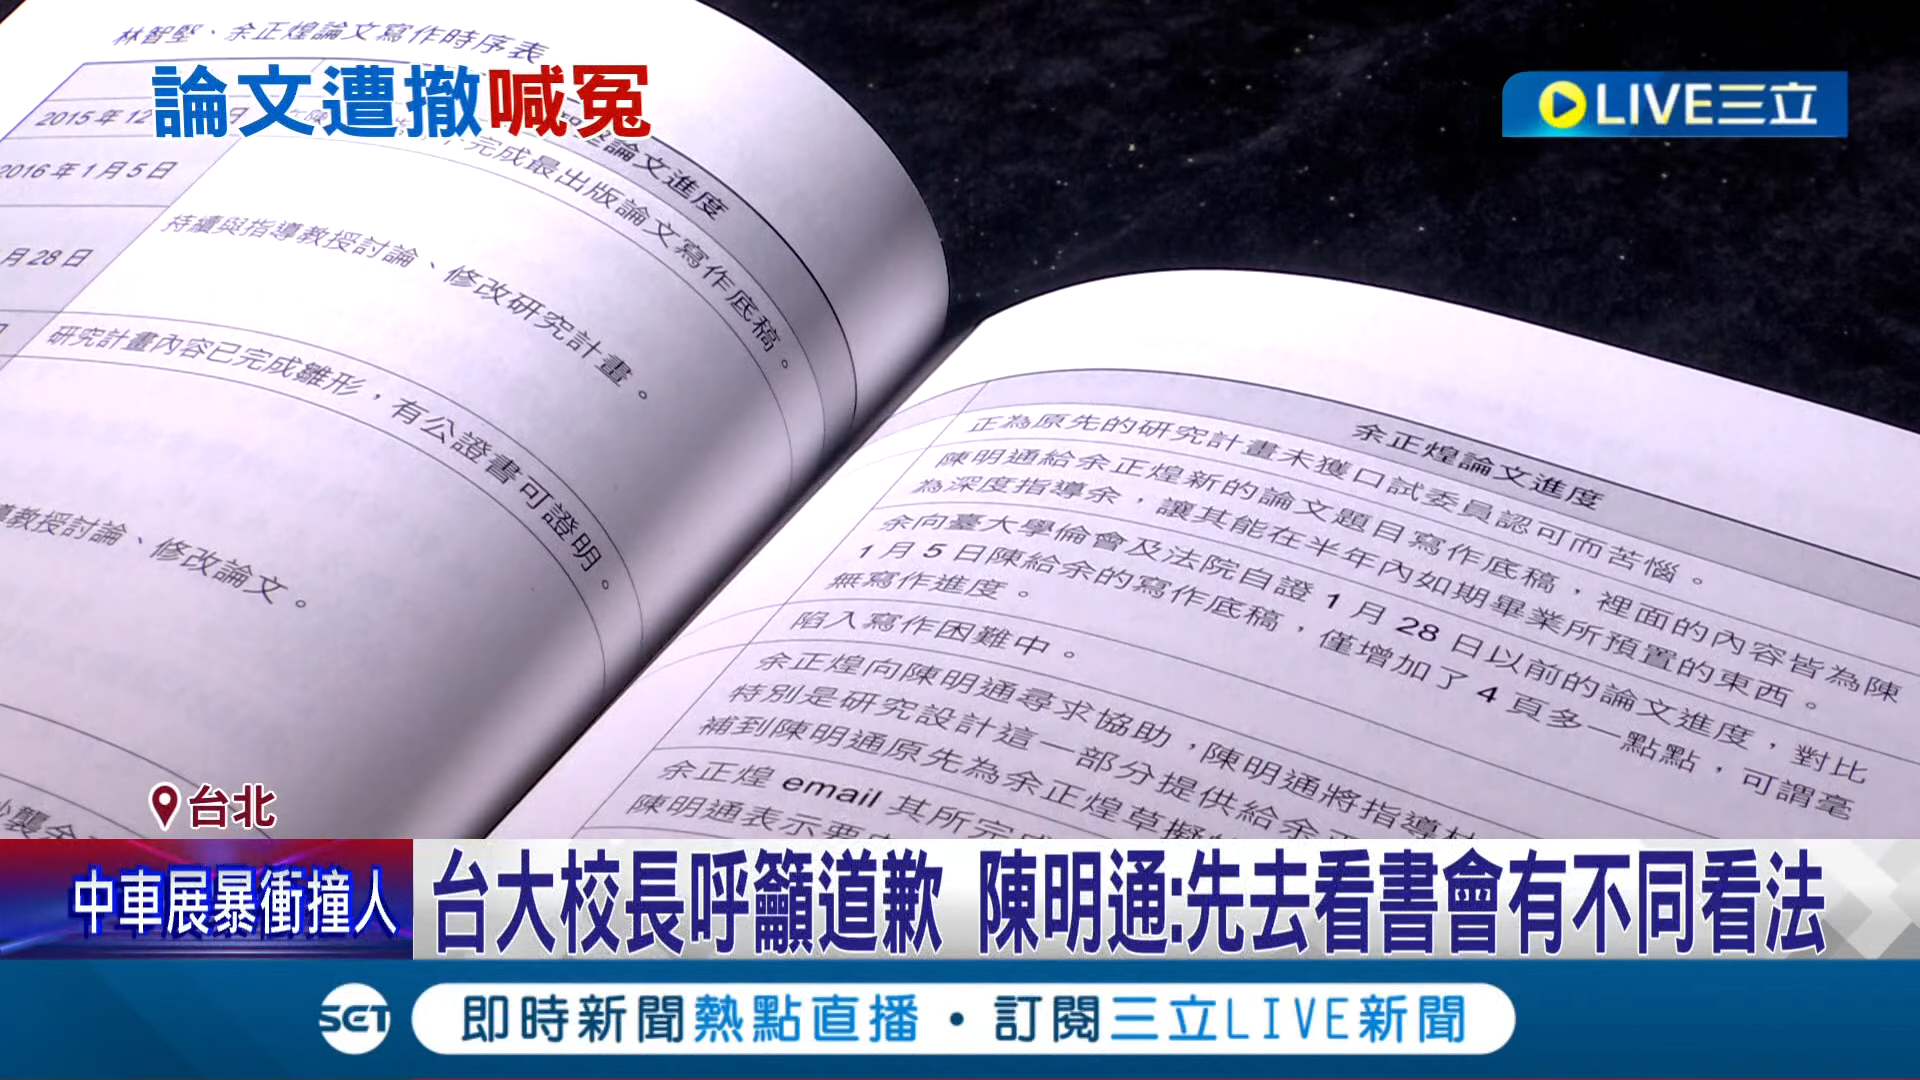 林智堅、余正煌論文寫作時序表
論文遭撤喊冤
LIVE三立
2015年12
日
論文進度
完成最出版論文寫作底稿。
2016年1月5日
持續與指導教授討論、修改研究計畫。
月28日
研究計畫內容已完成雛形，有公證書可證明。
教授討論、修改論文。
余正煌論文進度
正為原先的研究計畫未獲口試委員認可而苦惱。
陳明通給余正煌新的論文題目寫作底稿，裡面的內容皆為陳
為深度指導余，讓其能在半年內如期畢業所預置的東西。
余向臺大學倫會及法院自證1月28日以前的論文進度，對比
1月5日陳給余的寫作底稿，僅增加了4頁多一點點，可謂毫
無寫作進度。
陷入寫作困難中。
余正煌向陳明通尋求協助，陳明通將指導林
特別是研究設計這一部分提供給余
補到陳明通原先為余正煌草擬
余正煌email其所完
陳明通表示要
台北
中車展暴衝撞人
台大校長呼籲道歉 陳明通:先去看書會有不同看法
SET
即時新聞熱點直播・訂閱三立LIVE新聞